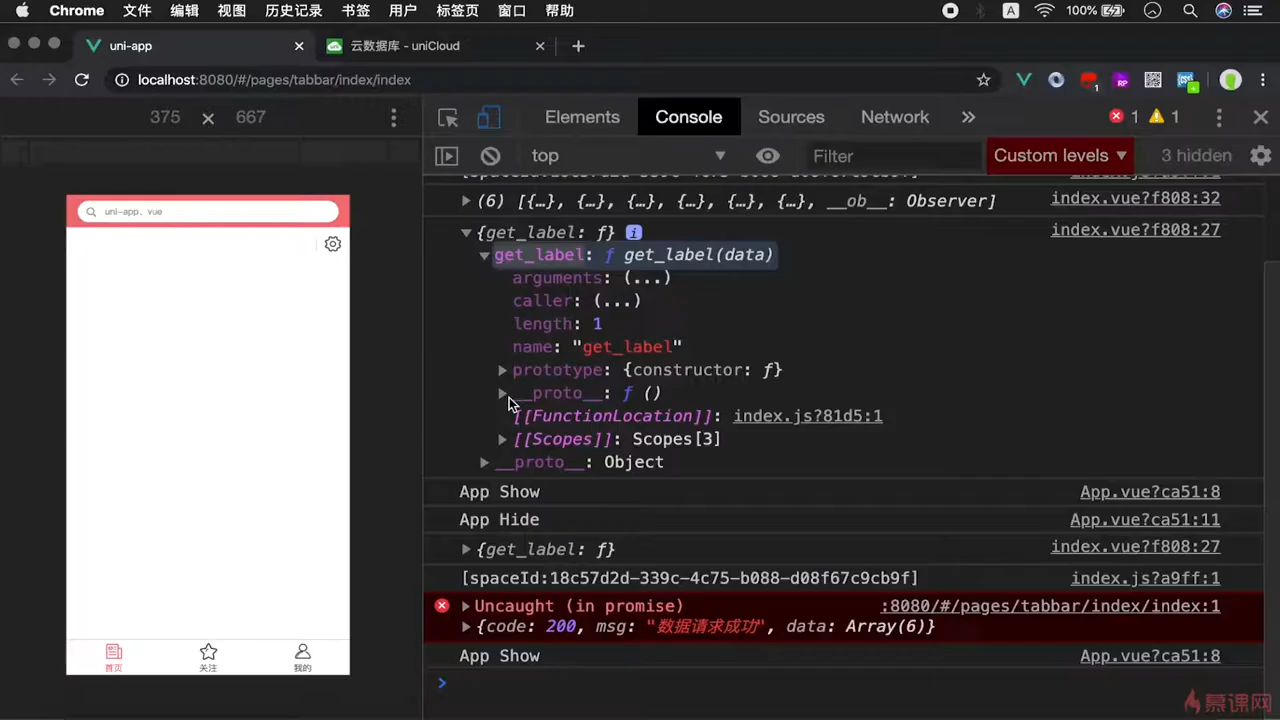 Chrome 文件 编辑 视图 历史记录 书签 用户 标签页 窗口 帮助 A 100%
uni-app 云数据库 - uniCloud
localhost:8080/#/pages/tabbar/index/index RP 1
375 × 667 Elements Console Sources Network 1 1
top Filter Custom levels 3 hidden
(6) [{…}, {…}, {…}, {…}, {…}, {…}, __ob__: Observer] index.vue?f808:32
uni-app、vue
{get_label: ƒ} i index.vue?f808:27
get_label: ƒ get_label(data)
arguments: (...)
caller: (...)
length: 1
name: "get_label"
prototype: {constructor: ƒ}
__proto__: ƒ ()
[[FunctionLocation]]: index.js?81d5:1
[[Scopes]]: Scopes[3]
__proto__: Object
App Show App.vue?ca51:8
App Hide App.vue?ca51:11
{get_label: ƒ} index.vue?f808:27
[spaceId:18c57d2d-339c-4c75-b088-d08f67c9cb9f] index.js?a9ff:1
Uncaught (in promise) :8080/#/pages/tabbar/index/index:1
{code: 200, msg: "数据请求成功", data: Array(6)}
App Show App.vue?ca51:8
首页 关注 我的
慕课网